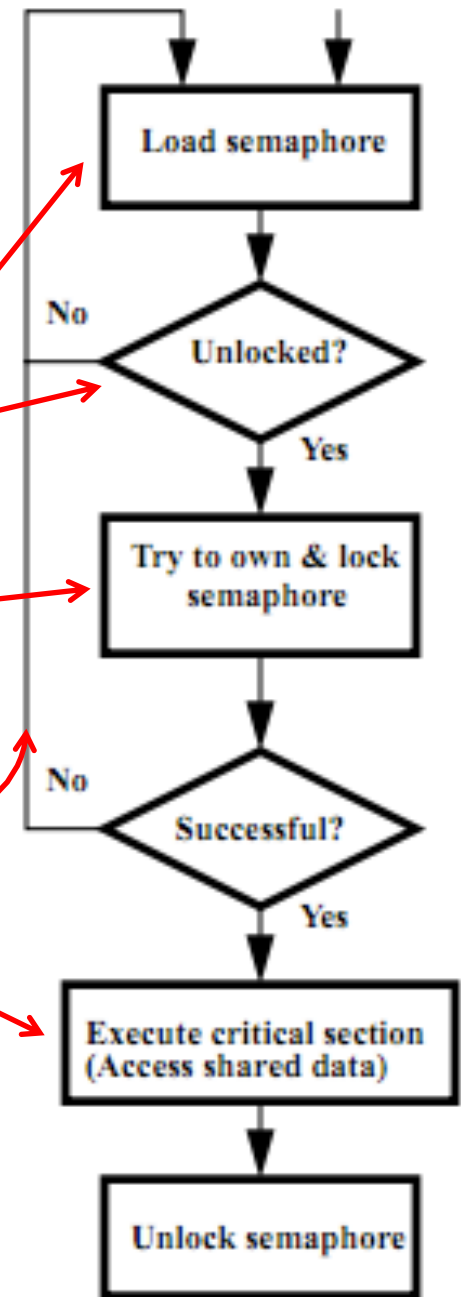 Load semaphore
No
Unlocked?
Yes
Try to own & lock
semaphore
No
Successful?
Yes
Execute critical section
(Access shared data)
Unlock semaphore